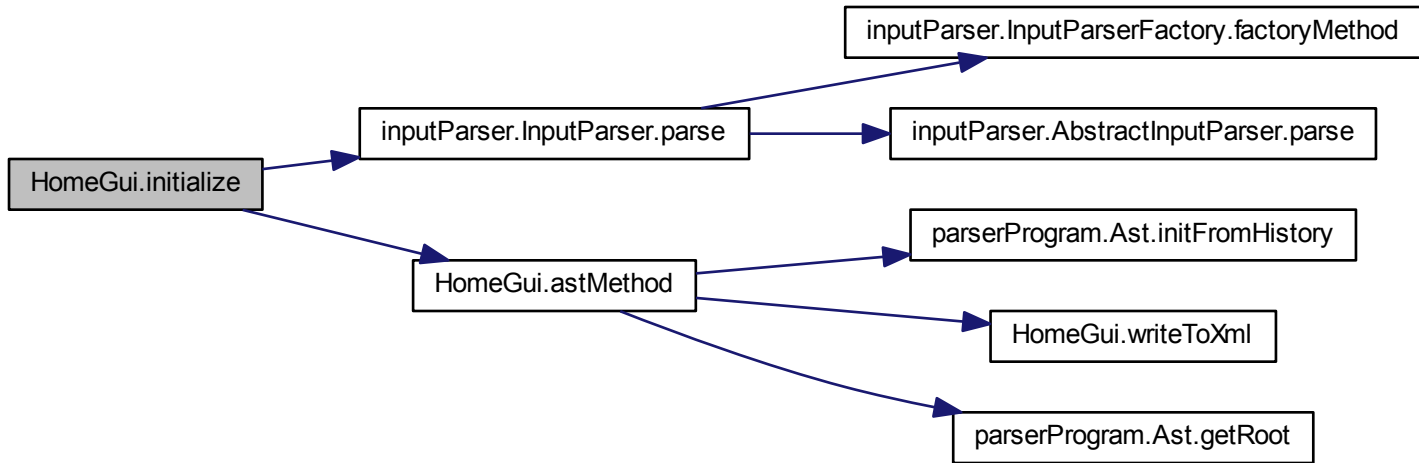 HomeGui.initialize
inputParser.InputParser.parse
inputParser.InputParserFactory.factoryMethod
inputParser.AbstractInputParser.parse
HomeGui.astMethod
parserProgram.Ast.initFromHistory
HomeGui.writeToXml
parserProgram.Ast.getRoot